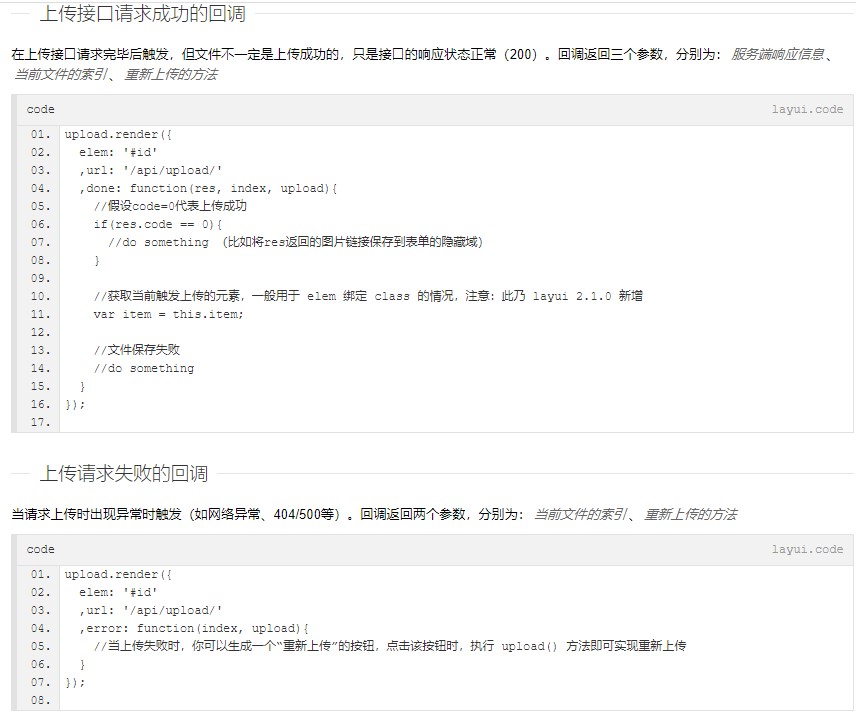 上传接口请求成功的回调
在上传接口请求完毕后触发，但文件不一定是上传成功的，只是接口的响应状态正常（200）。回调返回三个参数，分别为：服务端响应信息、
当前文件的索引、重新上传的方法
code layui.code
01. upload.render({
02.   elem: '#id'
03.   ,url: '/api/upload/'
04.   ,done: function(res, index, upload){
05.     //假设code=0代表上传成功
06.     if(res.code == 0){
07.       //do something （比如将res返回的图片链接保存到表单的隐藏域）
08.     }
09.
10.     //获取当前触发上传的元素，一般用于 elem 绑定 class 的情况，注意：此乃 layui 2.1.0 新增
11.     var item = this.item;
12.
13.     //文件保存失败
14.     //do something
15.   }
16. });
17.
上传请求失败的回调
当请求上传时出现异常时触发（如网络异常、404/500等）。回调返回两个参数，分别为：当前文件的索引、重新上传的方法
code layui.code
01. upload.render({
02.   elem: '#id'
03.   ,url: '/api/upload/'
04.   ,error: function(index, upload){
05.     //当上传失败时，你可以生成一个“重新上传”的按钮，点击该按钮时，执行 upload() 方法即可实现重新上传
06.   }
07. });
08.